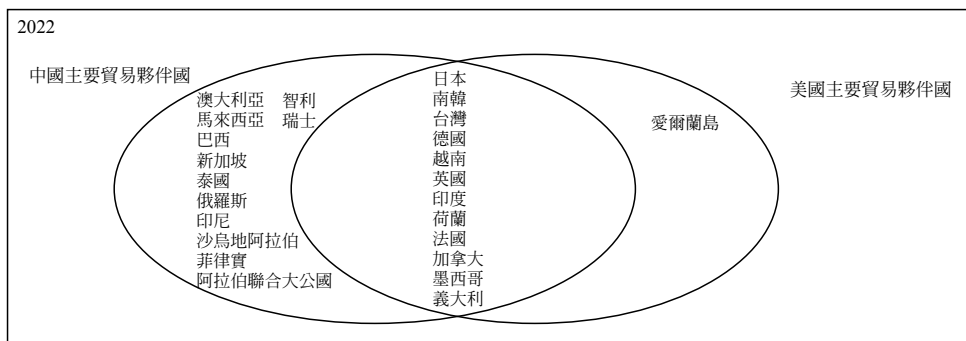 2022
中國主要貿易夥伴國
美國主要貿易夥伴國
澳大利亞 智利
馬來西亞 瑞士
巴西
新加坡
泰國
俄羅斯
印尼
沙烏地阿拉伯
菲律賓
阿拉伯聯合大公國
日本
南韓
台灣
德國
越南
英國
印度
荷蘭
法國
加拿大
墨西哥
義大利
愛爾蘭島